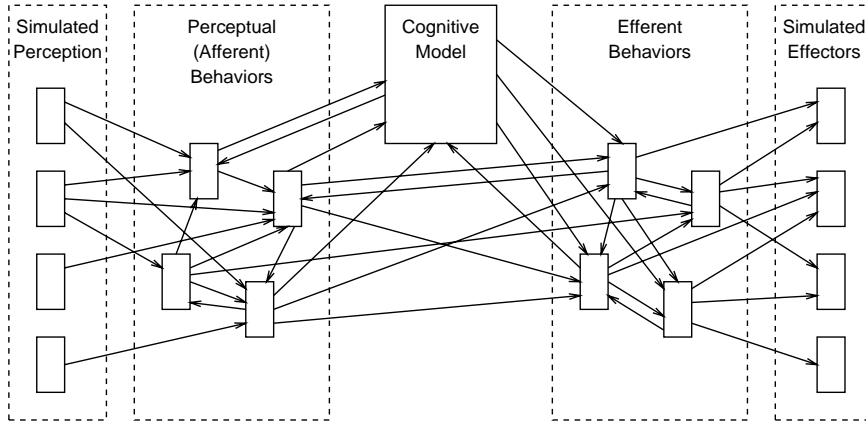 Simulated
Perception
Perceptual
(Afferent)
Behaviors
Cognitive
Model
Efferent
Behaviors
Simulated
Effectors